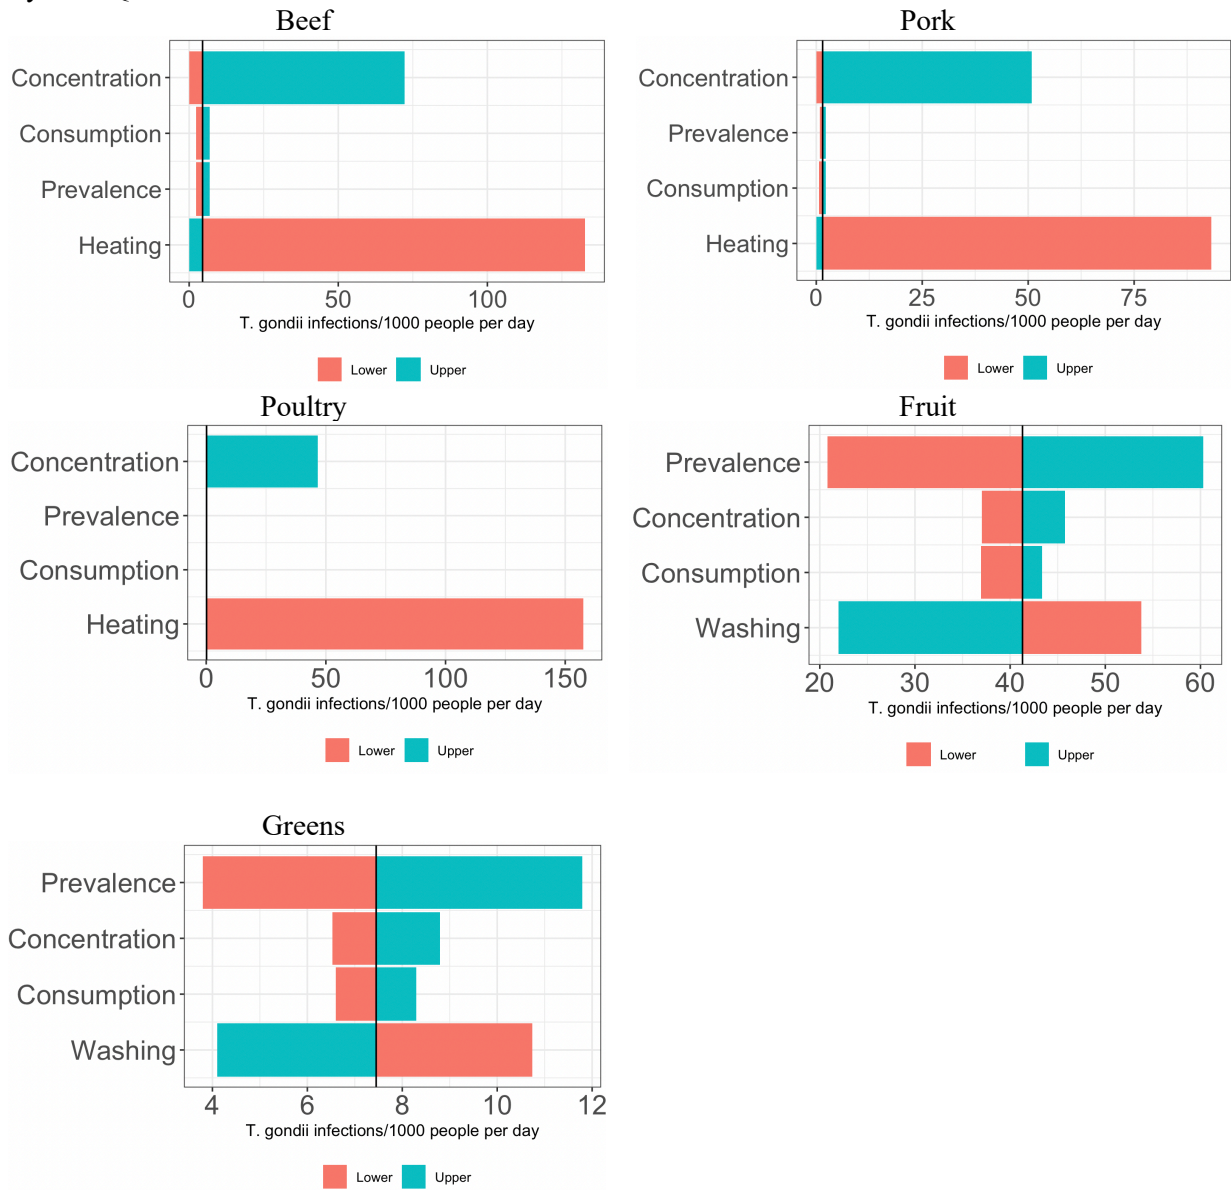 Beef
Concentration
Consumption
Prevalence
Heating
0 50 100
T. gondii infections/1000 people per day
Lower Upper
Pork
Concentration
Prevalence
Consumption
Heating
0 25 50 75
T. gondii infections/1000 people per day
Lower Upper
Poultry
Concentration
Prevalence
Consumption
Heating
0 50 100 150
T. gondii infections/1000 people per day
Lower Upper
Fruit
Prevalence
Concentration
Consumption
Washing
20 30 40 50 60
T. gondii infections/1000 people per day
Lower Upper
Greens
Prevalence
Concentration
Consumption
Washing
4 6 8 10 12
T. gondii infections/1000 people per day
Lower Upper